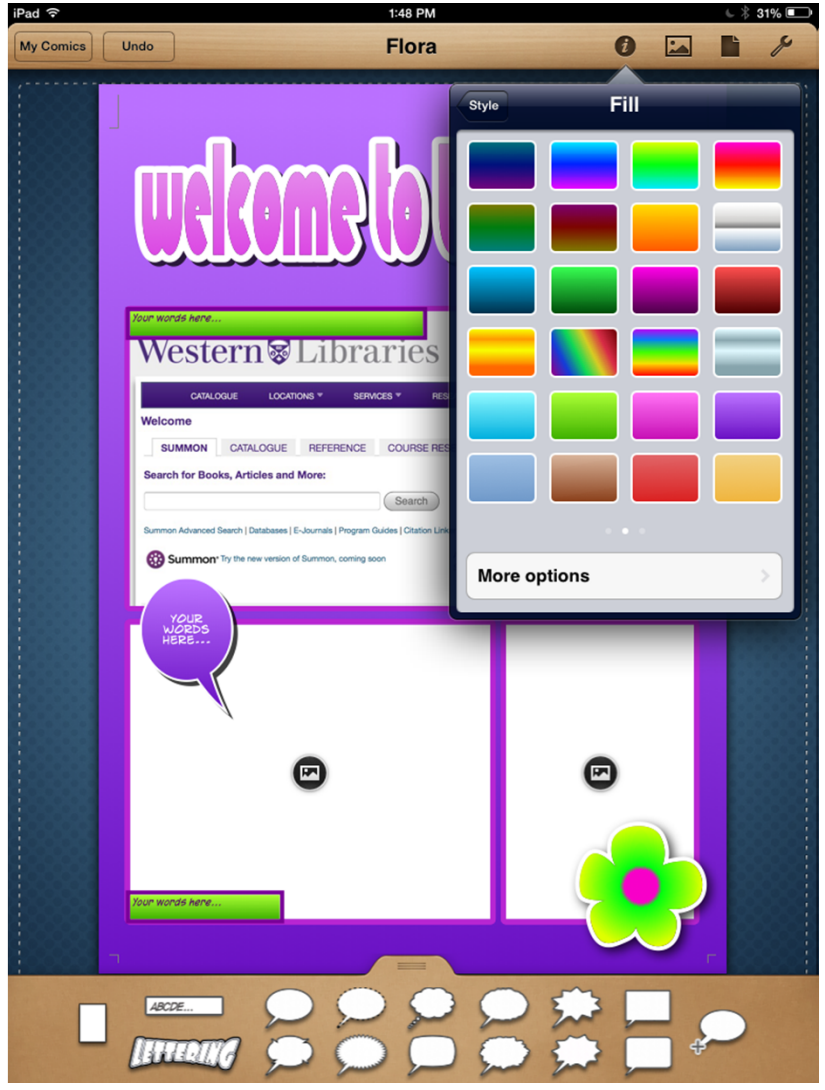 iPad 1:48 PM 31%
My Comics Undo Flora
Style Fill
welcome to
Your words here...
Western Libraries
CATALOGUE LOCATIONS SERVICES
Welcome
SUMMON CATALOGUE REFERENCE COURSE RES
Search for Books, Articles and More:
Search
Summon Advanced Search | Databases | E-Journals | Program Guides | Citation Link
Summon Try the new version of Summon, coming soon
More options
YOUR
WORDS
HERE...
Your words here...
ABCDE...
LETTERING